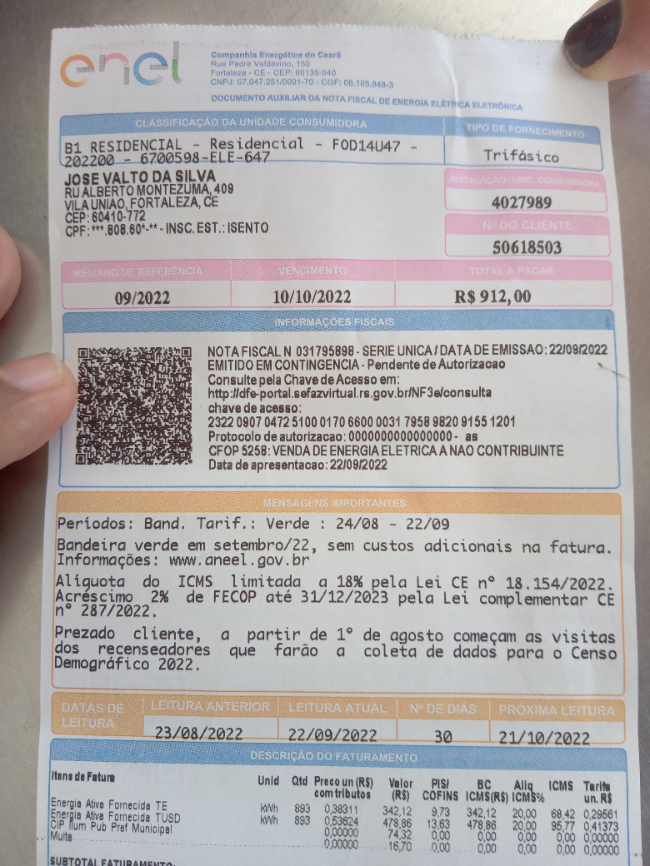 enel
Companhia Energética do Ceará
Rua Padre Valdevino, 150
Fortaleza - CE - CEP: 60135-040
CNPJ: 07.047.251/0001-70 - CGF: 06.105.848-3
DOCUMENTO AUXILIAR DA NOTA FISCAL DE ENERGIA ELÉTRICA ELETRÔNICA
CLASSIFICAÇÃO DA UNIDADE CONSUMIDORA
TIPO DE FORNECIMENTO
B1 RESIDENCIAL - Residencial - F0D14U47 -
202200 - 6700598-ELE-647
Trifásico
JOSE VALTO DA SILVA
RU ALBERTO MONTEZUMA, 409
VILA UNIAO, FORTALEZA, CE
CEP: 60410-772
CPF: ***.808.60*-** - INSC. EST.: ISENTO
INSTALAÇÃO / UNID. CONSUMIDORA
4027989
Nº DO CLIENTE
50618503
MÊS/ANO DE REFERÊNCIA
VENCIMENTO
TOTAL A PAGAR
09/2022
10/10/2022
R$ 912,00
INFORMAÇÕES FISCAIS
NOTA FISCAL N 031795898 - SERIE UNICA / DATA DE EMISSAO: 22/09/2022
EMITIDO EM CONTINGENCIA - Pendente de Autorizacao
Consulte pela Chave de Acesso em:
http://dfe-portal.sefazvirtual.rs.gov.br/NF3e/consulta
chave de acesso:
2322 0907 0472 5100 0170 6600 0031 7958 9820 9155 1201
Protocolo de autorizacao: 0000000000000000 - as
CFOP 5258: VENDA DE ENERGIA ELETRICA A NAO CONTRIBUINTE
Data de apresentacao: 22/09/2022
MENSAGENS IMPORTANTES
Períodos: Band. Tarif.: Verde : 24/08 - 22/09
Bandeira verde em setembro/22, sem custos adicionais na fatura.
Informações: www.aneel.gov.br
Alíquota do ICMS limitada a 18% pela Lei CE nº 18.154/2022.
Acréscimo 2% de FECOP até 31/12/2023 pela Lei complementar CE
nº 287/2022.
Prezado cliente, a partir de 1º de agosto começam as visitas
dos recenseadores que farão a coleta de dados para o Censo
Demográfico 2022.
DATAS DE LEITURA
LEITURA ANTERIOR
LEITURA ATUAL
Nº DE DIAS
PRÓXIMA LEITURA
23/08/2022
22/09/2022
30
21/10/2022
DESCRIÇÃO DO FATURAMENTO
Itens de Fatura Unid Qtd Preco un (R$) com tributos Valor (R$) PIS/ COFINS BC ICMS(R$) Aliq ICMS% ICMS Tarifa un. R$
Energia Ativa Fornecida TE kWh 893 0,38311 342,12 9,73 342,12 20,00 68,42 0,29561
Energia Ativa Fornecida TUSD kWh 893 0,53624 478,86 13,63 478,86 20,00 95,77 0,41373
CIP Ilum Pub Pref Municipal 0,00000 74,32 0,00 0,00 0,00 0,00 0,00000
Multa 0,00000 16,70 0,00 0,00 0,00 0,00 0,00000
SUBTOTAL FATURAMENTO: